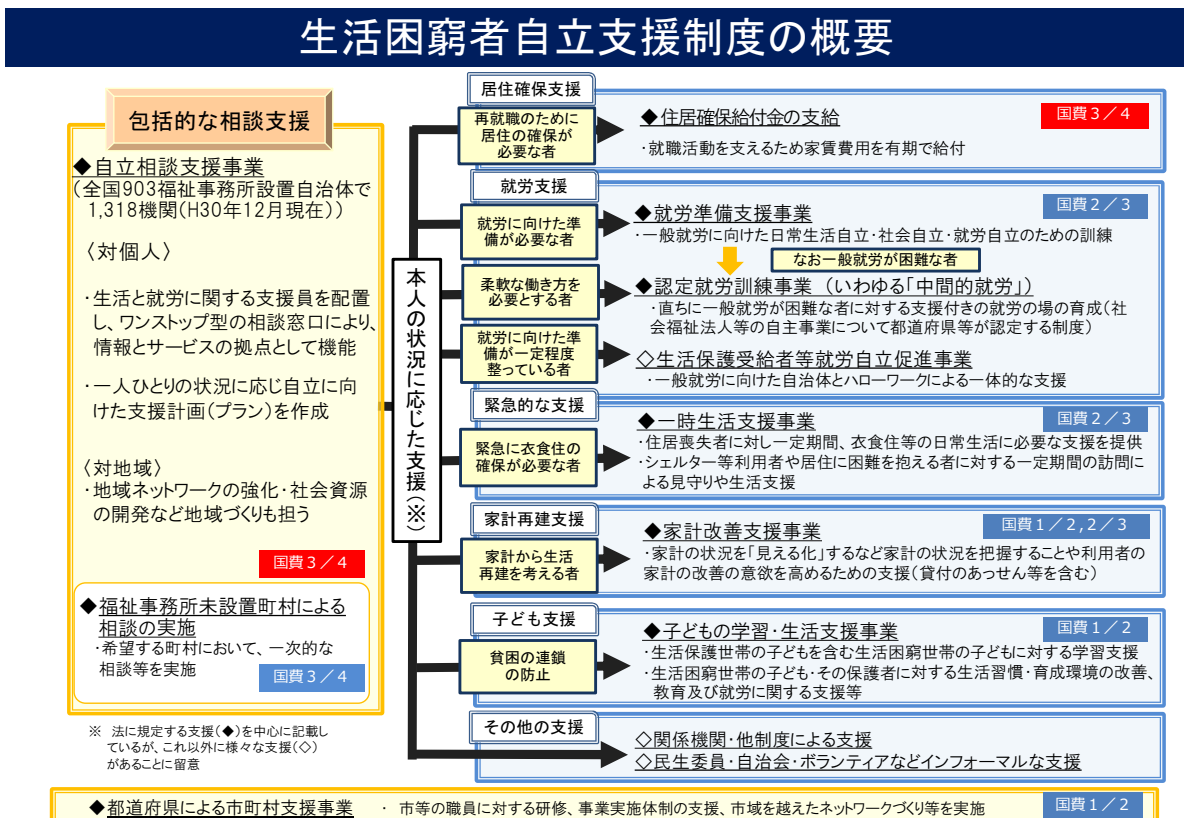 生活困窮者自立支援制度の概要
包括的な相談支援
◆自立相談支援事業
(全国903福祉事務所設置自治体で
1,318機関(H30年12月現在))
〈対個人〉
・生活と就労に関する支援員を配置
し、ワンストップ型の相談窓口により、
情報とサービスの拠点として機能
・一人ひとりの状況に応じ自立に向
けた支援計画(プラン)を作成
〈対地域〉
・地域ネットワークの強化・社会資源
の開発など地域づくりも担う
国費3/4
◆福祉事務所未設置町村による
相談の実施
・希望する町村において、一次的な
相談等を実施
国費3/4
※ 法に規定する支援(◆)を中心に記載し
ているが、これ以外に様々な支援(◇)
があることに留意
本人の状況に応じた支援(※)
居住確保支援
再就職のために
居住の確保が
必要な者
◆住居確保給付金の支給
国費3/4
・就職活動を支えるため家賃費用を有期で給付
就労支援
就労に向けた準
備が必要な者
◆就労準備支援事業
国費2/3
・一般就労に向けた日常生活自立・社会自立・就労自立のための訓練
なお一般就労が困難な者
柔軟な働き方を
必要とする者
◆認定就労訓練事業 (いわゆる「中間的就労」)
・直ちに一般就労が困難な者に対する支援付きの就労の場の育成(社
会福祉法人等の自主事業について都道府県等が認定する制度)
就労に向けた準
備が一定程度
整っている者
◇生活保護受給者等就労自立促進事業
・一般就労に向けた自治体とハローワークによる一体的な支援
緊急的な支援
緊急に衣食住の
確保が必要な者
◆一時生活支援事業
国費2/3
・住居喪失者に対し一定期間、衣食住等の日常生活に必要な支援を提供
・シェルター等利用者や居住に困難を抱える者に対する一定期間の訪問に
よる見守りや生活支援
家計再建支援
家計から生活
再建を考える者
◆家計改善支援事業
国費1/2,2/3
・家計の状況を「見える化」するなど家計の状況を把握することや利用者の
家計の改善の意欲を高めるための支援(貸付のあっせん等を含む)
子ども支援
貧困の連鎖
の防止
◆子どもの学習・生活支援事業
国費1/2
・生活保護世帯の子どもを含む生活困窮世帯の子どもに対する学習支援
・生活困窮世帯の子ども・その保護者に対する生活習慣・育成環境の改善、
教育及び就労に関する支援等
その他の支援
◇関係機関・他制度による支援
◇民生委員・自治会・ボランティアなどインフォーマルな支援
◆都道府県による市町村支援事業 ・ 市等の職員に対する研修、事業実施体制の支援、市域を越えたネットワークづくり等を実施
国費1/2